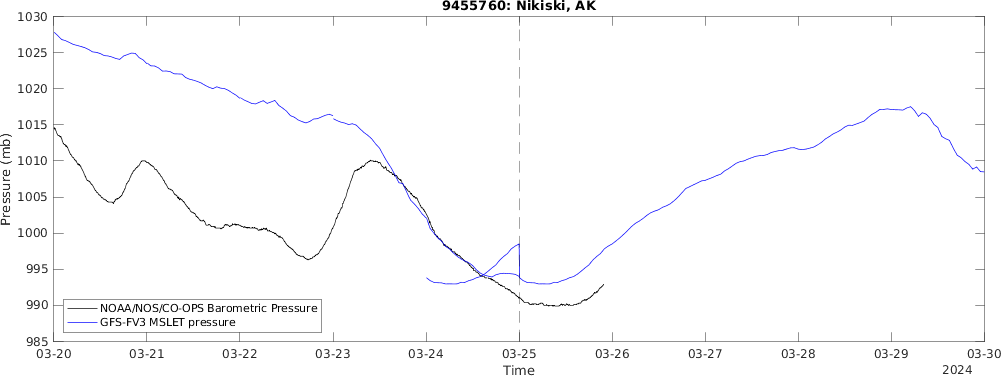 9455760: Nikiski, AK
Pressure (mb)
1030
1025
1020
1015
1010
1005
1000
995
990
985
NOAA/NOS/CO-OPS Barometric Pressure
GFS-FV3 MSLET pressure
03-20 03-21 03-22 03-23 03-24 03-25 03-26 03-27 03-28 03-29 03-30
Time
2024